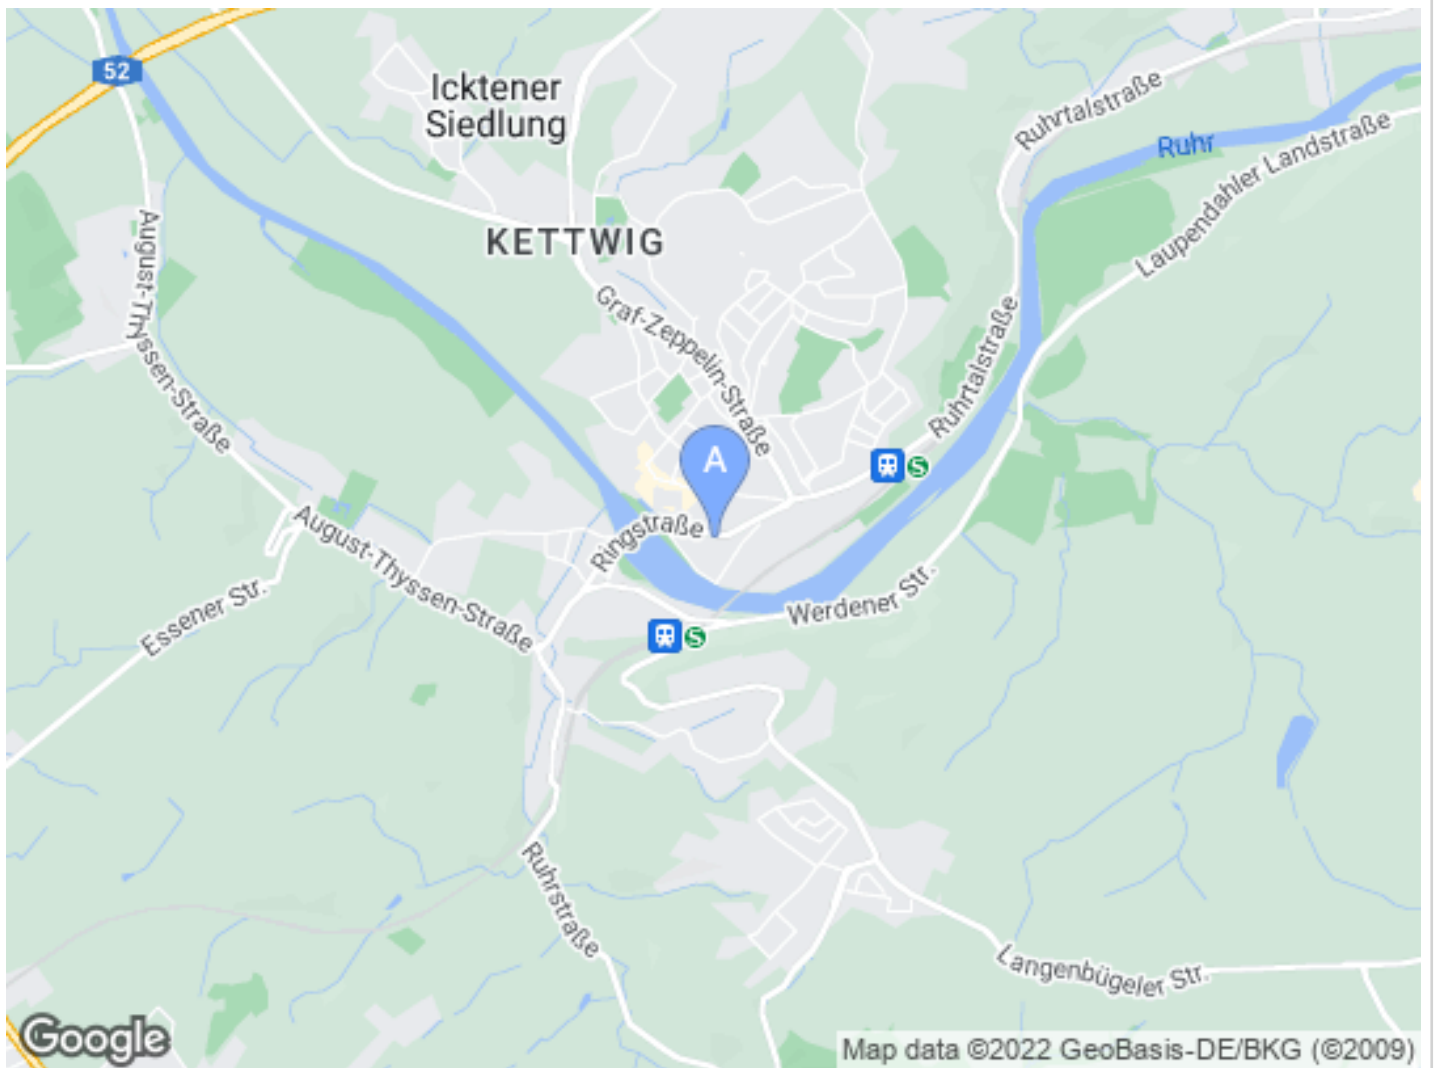 52
Icktener
Siedlung
Ruhrtalstraße
Ruhr
Laupendahler Landstraße
August-Thyssen-Straße
KETTWIG
Graf-Zeppelin-Straße
Ruhrtalstraße
A
S
Ringstraße
August-Thyssen-Straße
Essener Str.
Werdener Str.
S
Ruhrstraße
Langenbügeler Str.
Google
Map data ©2022 GeoBasis-DE/BKG (©2009)